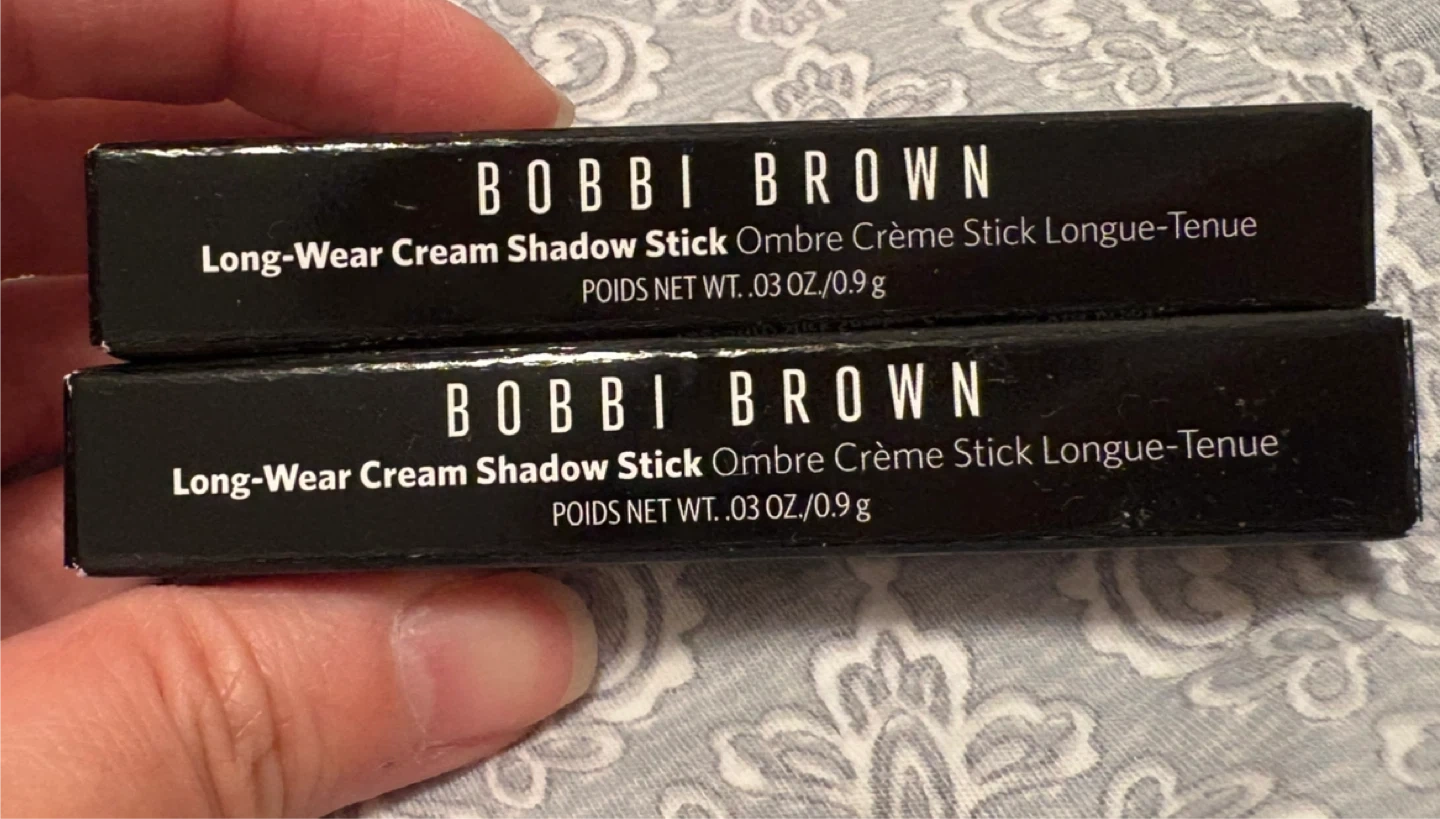 BOBBI BROWN
Long-Wear Cream Shadow Stick Ombre Crème Stick Longue-Tenue
POIDS NET WT. .03 OZ./0.9 g
BOBBI BROWN
Long-Wear Cream Shadow Stick Ombre Crème Stick Longue-Tenue
POIDS NET WT. .03 OZ./0.9 g